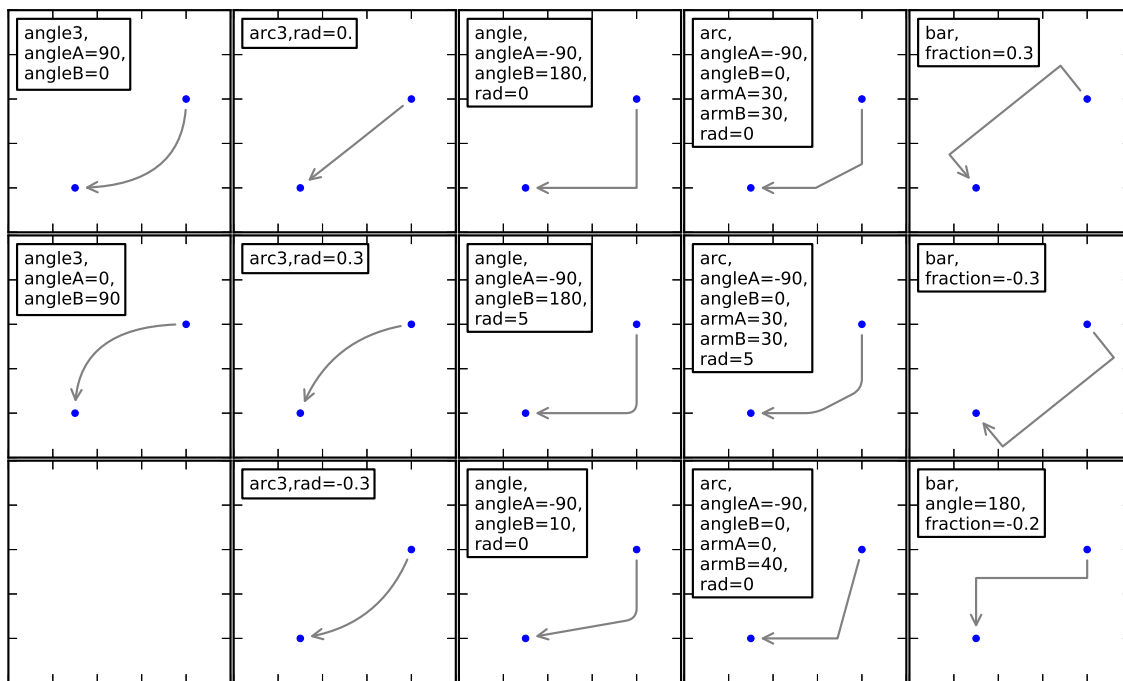 angle3,
angleA=90,
angleB=0
arc3,rad=0.
angle,
angleA=-90,
angleB=180,
rad=0
arc,
angleA=-90,
angleB=0,
armA=30,
armB=30,
rad=0
bar,
fraction=0.3
angle3,
angleA=0,
angleB=90
arc3,rad=0.3
angle,
angleA=-90,
angleB=180,
rad=5
arc,
angleA=-90,
angleB=0,
armA=30,
armB=30,
rad=5
bar,
fraction=-0.3
arc3,rad=-0.3
angle,
angleA=-90,
angleB=10,
rad=0
arc,
angleA=-90,
angleB=0,
armA=0,
armB=40,
rad=0
bar,
angle=180,
fraction=-0.2